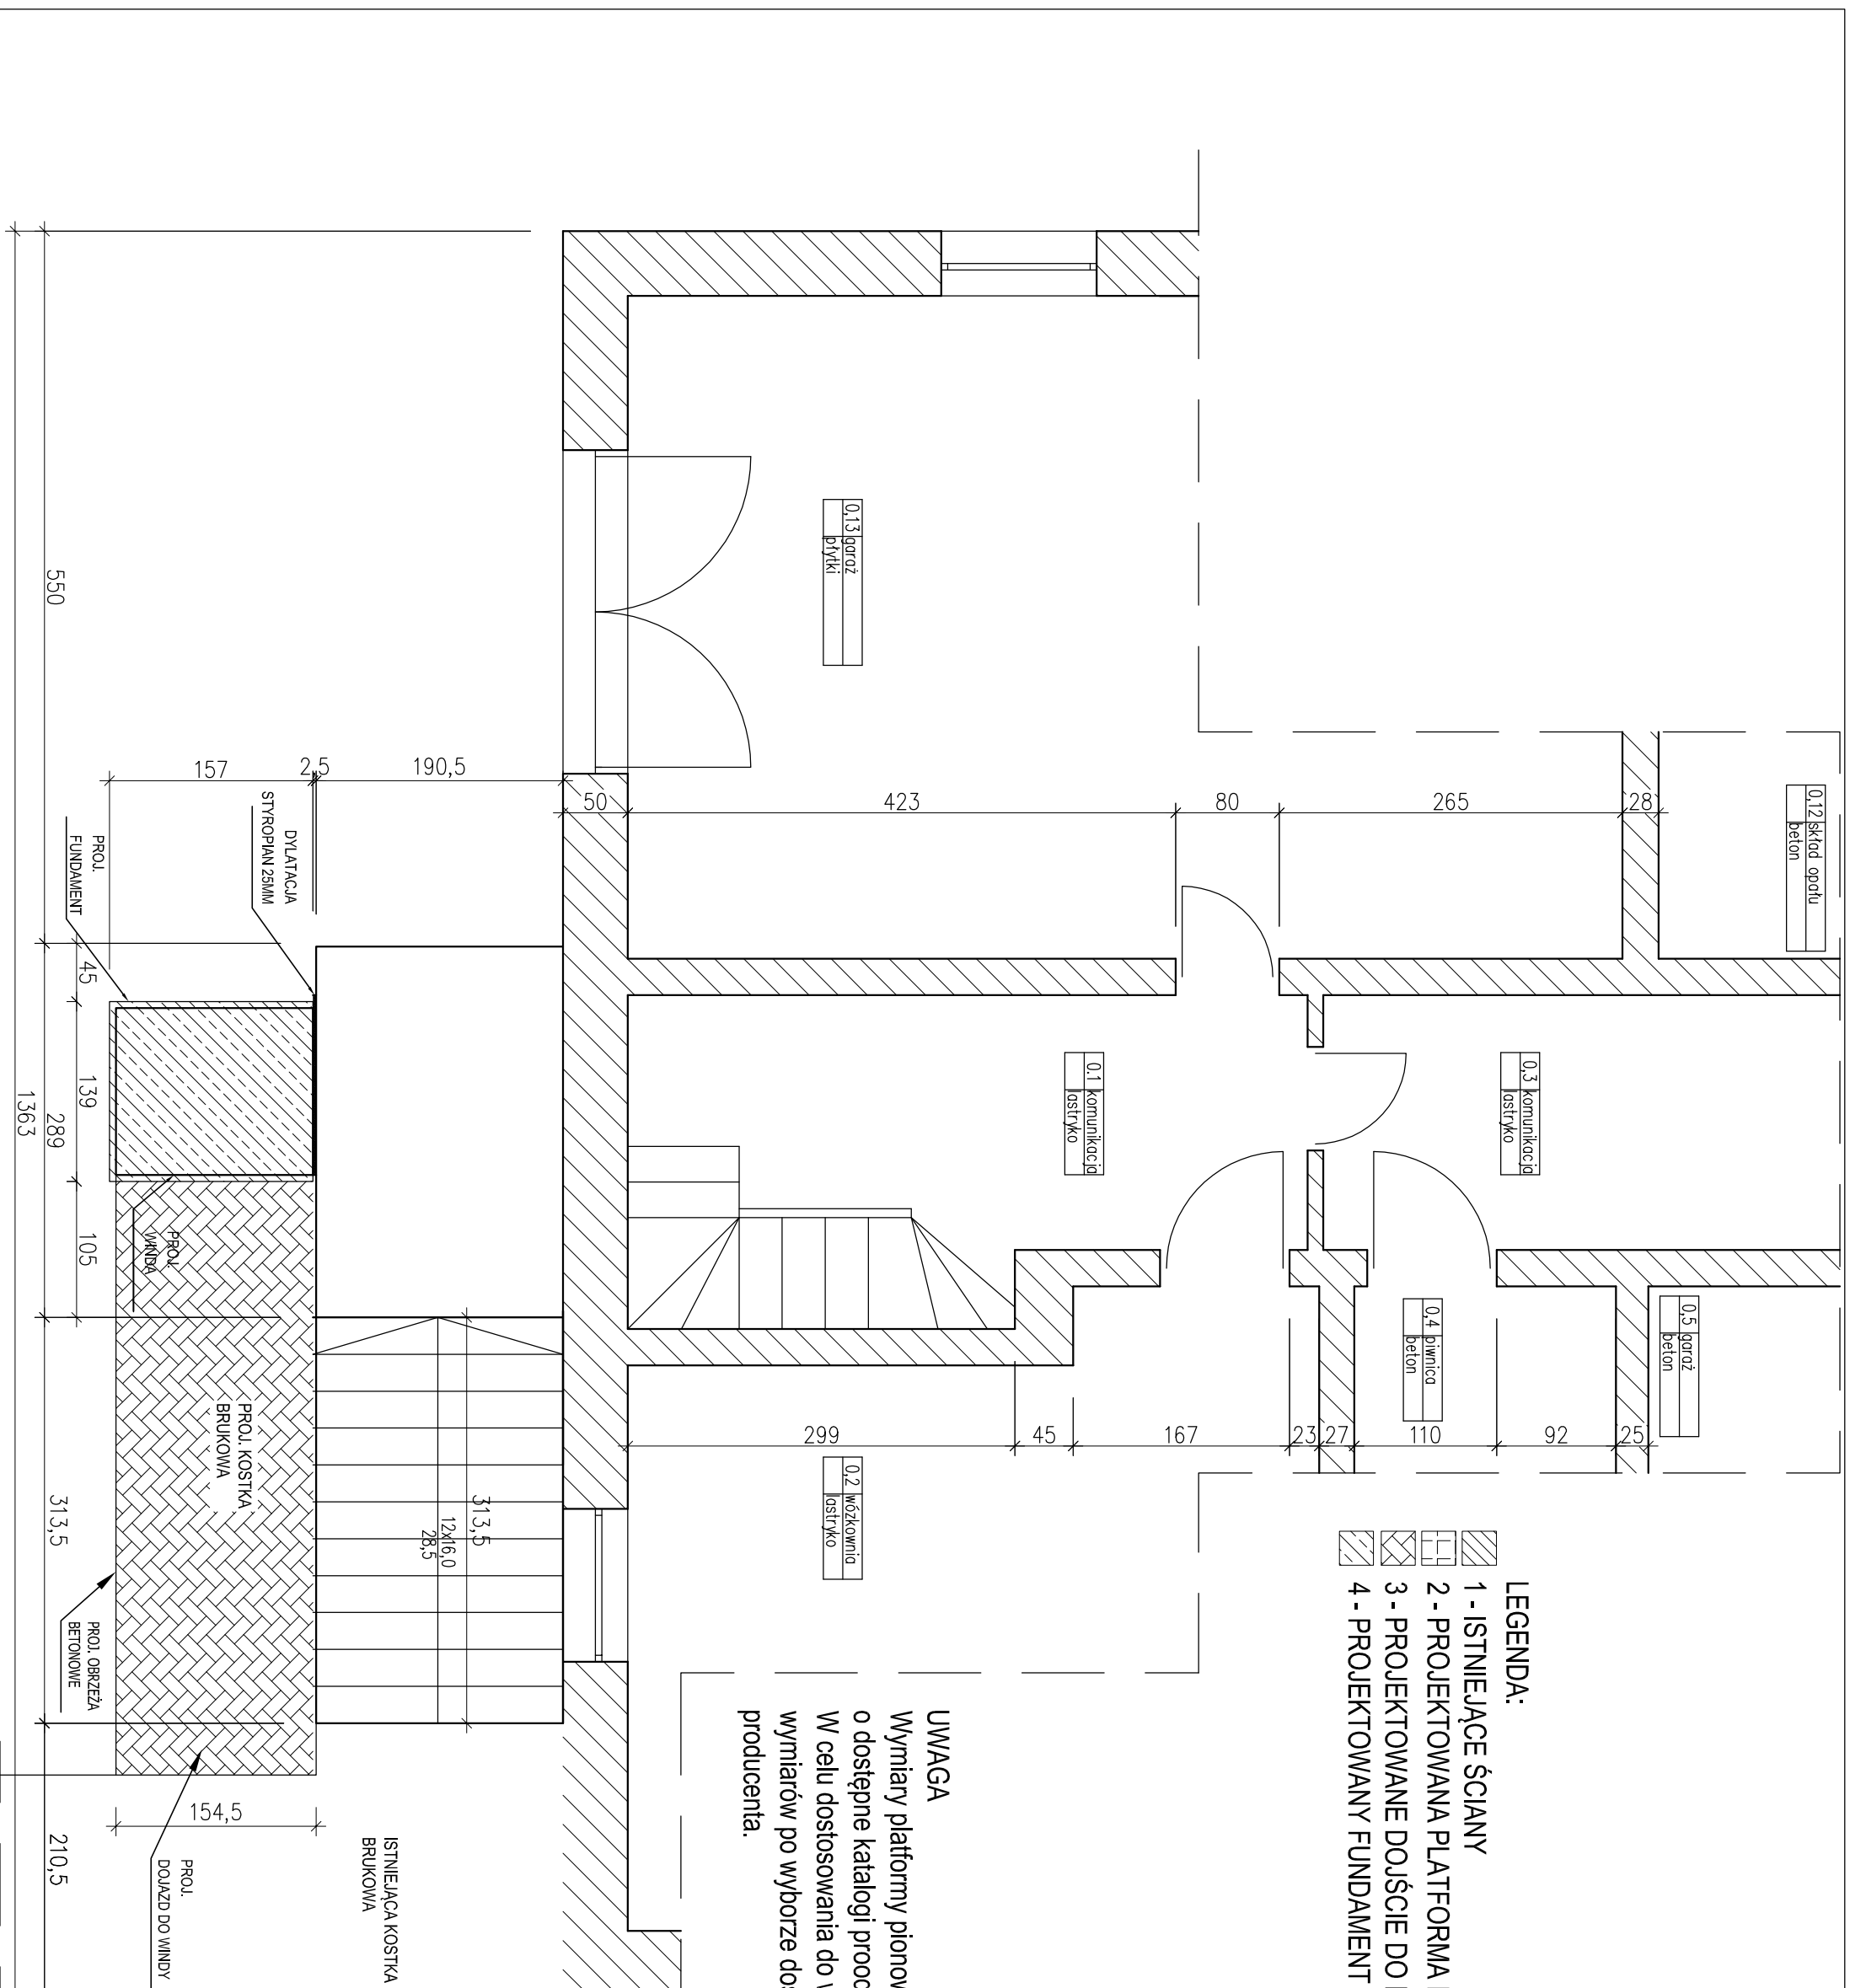 0,12 skład opału
beton
0,13 garaż
płytki
0.1 komunikacja
lastryko
0,3 komunikacja
lastryko
0,4 piwnica
beton
0,5 garaż
beton
0,2 wózkownia
lastryko
LEGENDA:
1 - ISTNIEJĄCE ŚCIANY
2 - PROJEKTOWANA PLATFORMA
3 - PROJEKTOWANE DOJŚCIE DO
4 - PROJEKTOWANY FUNDAMENT
UWAGA
Wymiary platformy
o dostępne katalogi
W celu dostosowania do
wymiarów po wyborze
producenta.
28
265
80
423
50
190,5
2,5
157
25
92
110
27
23
167
45
299
DYLATACJA
STYROPIAN 25MM
PROJ.
FUNDAMENT
PROJ.
WINDA
PROJ. KOSTKA
BRUKOWA
PROJ. OBRZEŻA
BETONOWE
PROJ.
DOJAZD DO WINDY
ISTNIEJĄCA KOSTKA
BRUKOWA
313,5
12x16,0
28,5
154,5
45
139
105
550
289
313,5
210,5
1363